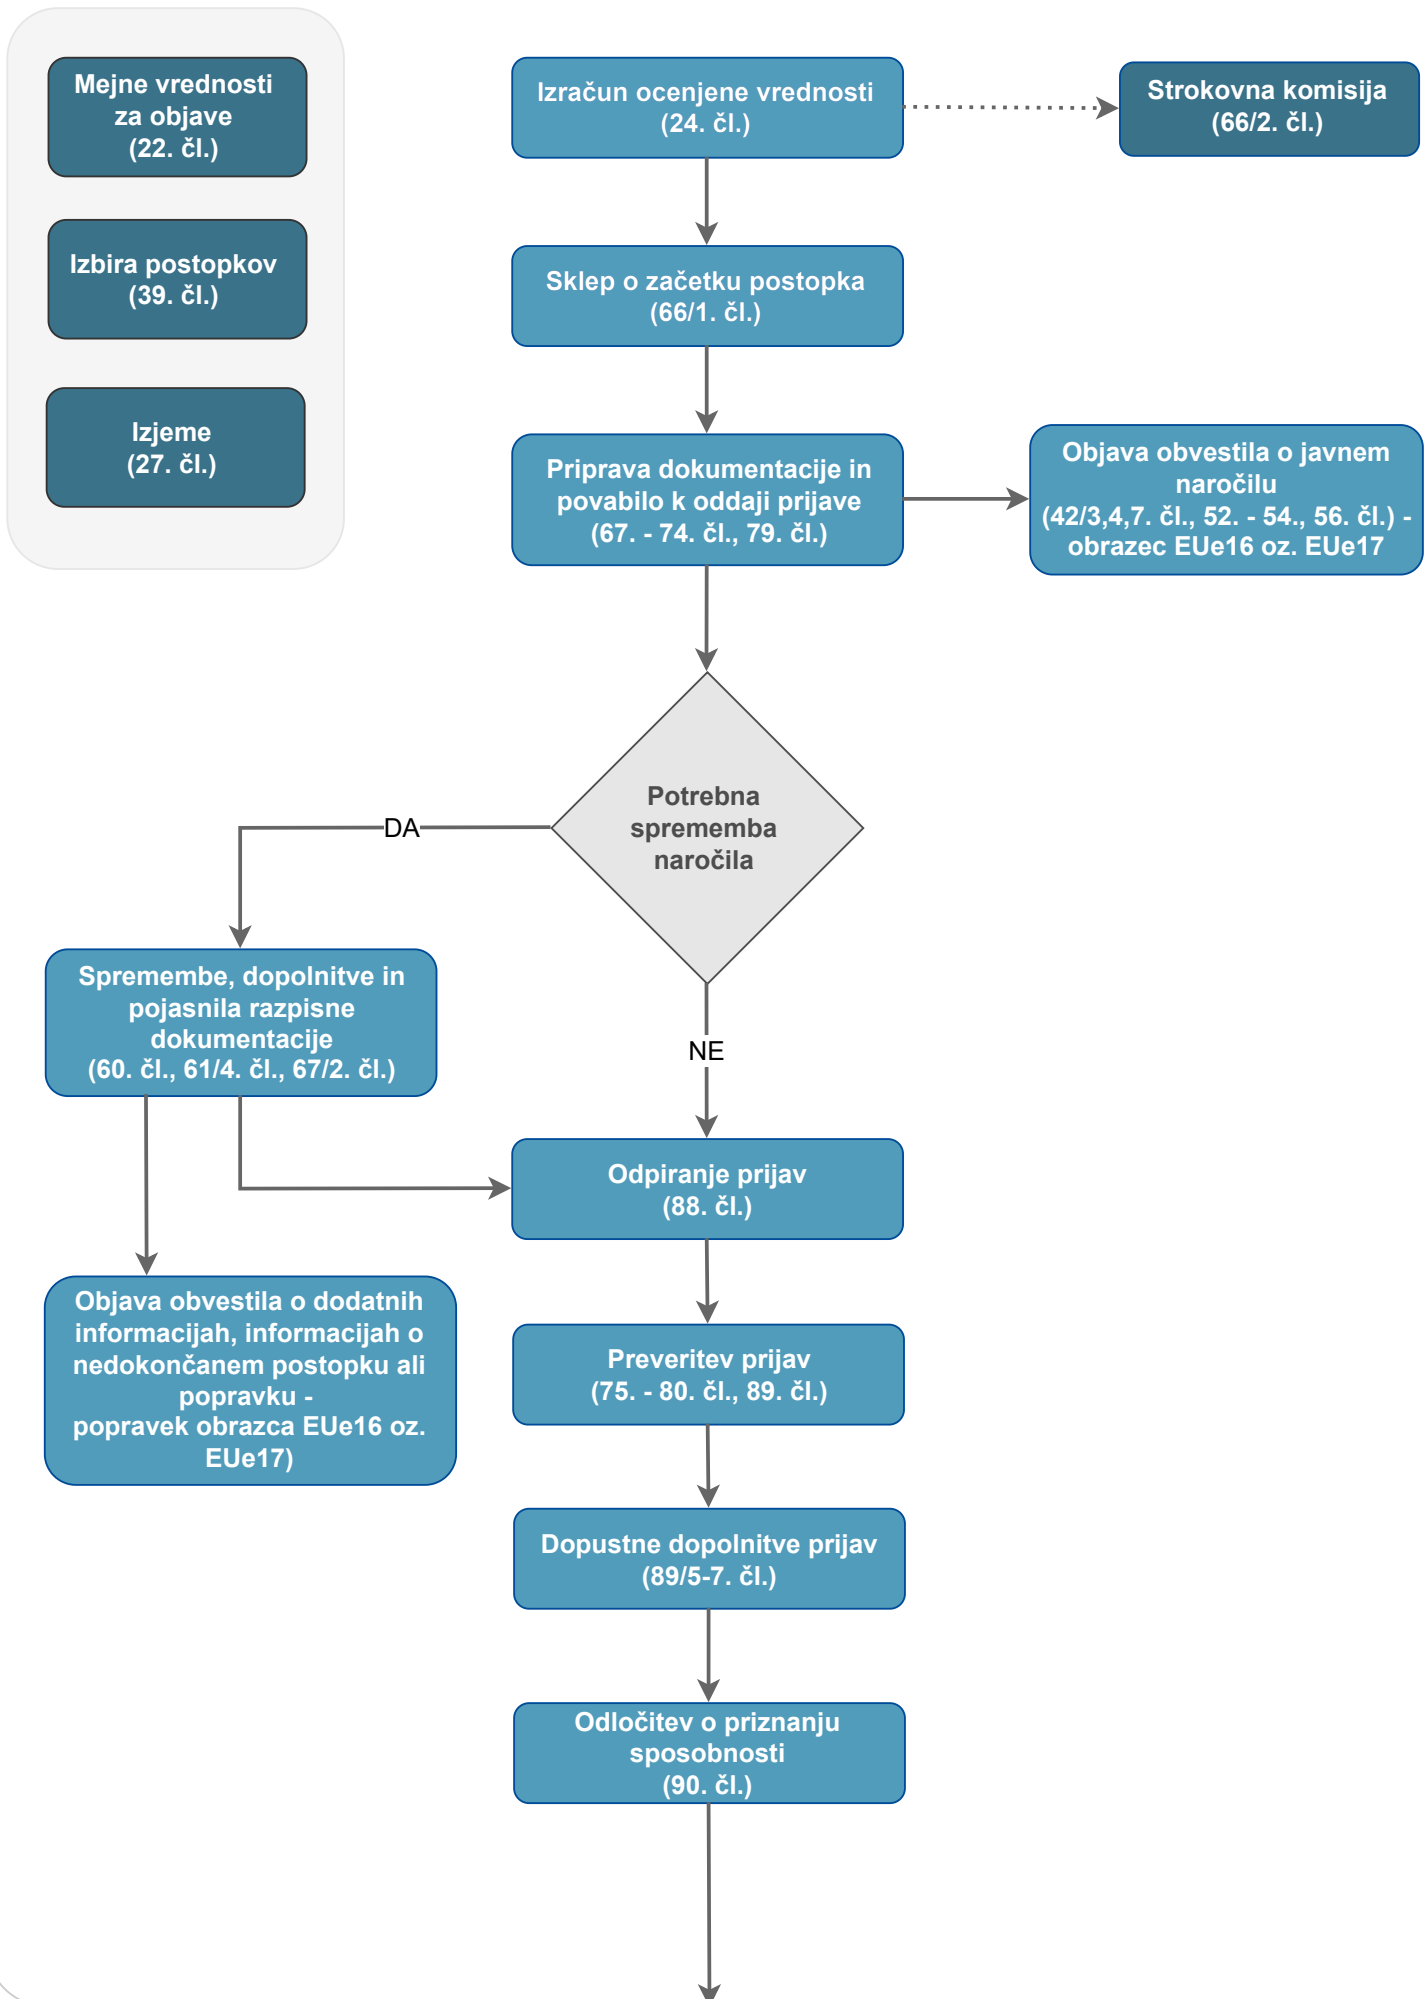 Mejne vrednosti
za objave
(22. čl.)
Izbira postopkov
(39. čl.)
Izjeme
(27. čl.)
Izračun ocenjene vrednosti
(24. čl.)
Strokovna komisija
(66/2. čl.)
Sklep o začetku postopka
(66/1. čl.)
Priprava dokumentacije in
povabilo k oddaji prijave
(67. - 74. čl., 79. čl.)
Objava obvestila o javnem
naročilu
(42/3,4,7. čl., 52. - 54., 56. čl.) -
obrazec EUe16 oz. EUe17
Potrebna
sprememba
naročila
DA
NE
Spremembe, dopolnitve in
pojasnila razpisne
dokumentacije
(60. čl., 61/4. čl., 67/2. čl.)
Objava obvestila o dodatnih
informacijah, informacijah o
nedokončanem postopku ali
popravku -
popravek obrazca EUe16 oz.
EUe17)
Odpiranje prijav
(88. čl.)
Preveritev prijav
(75. - 80. čl., 89. čl.)
Dopustne dopolnitve prijav
(89/5-7. čl.)
Odločitev o priznanju
sposobnosti
(90. čl.)